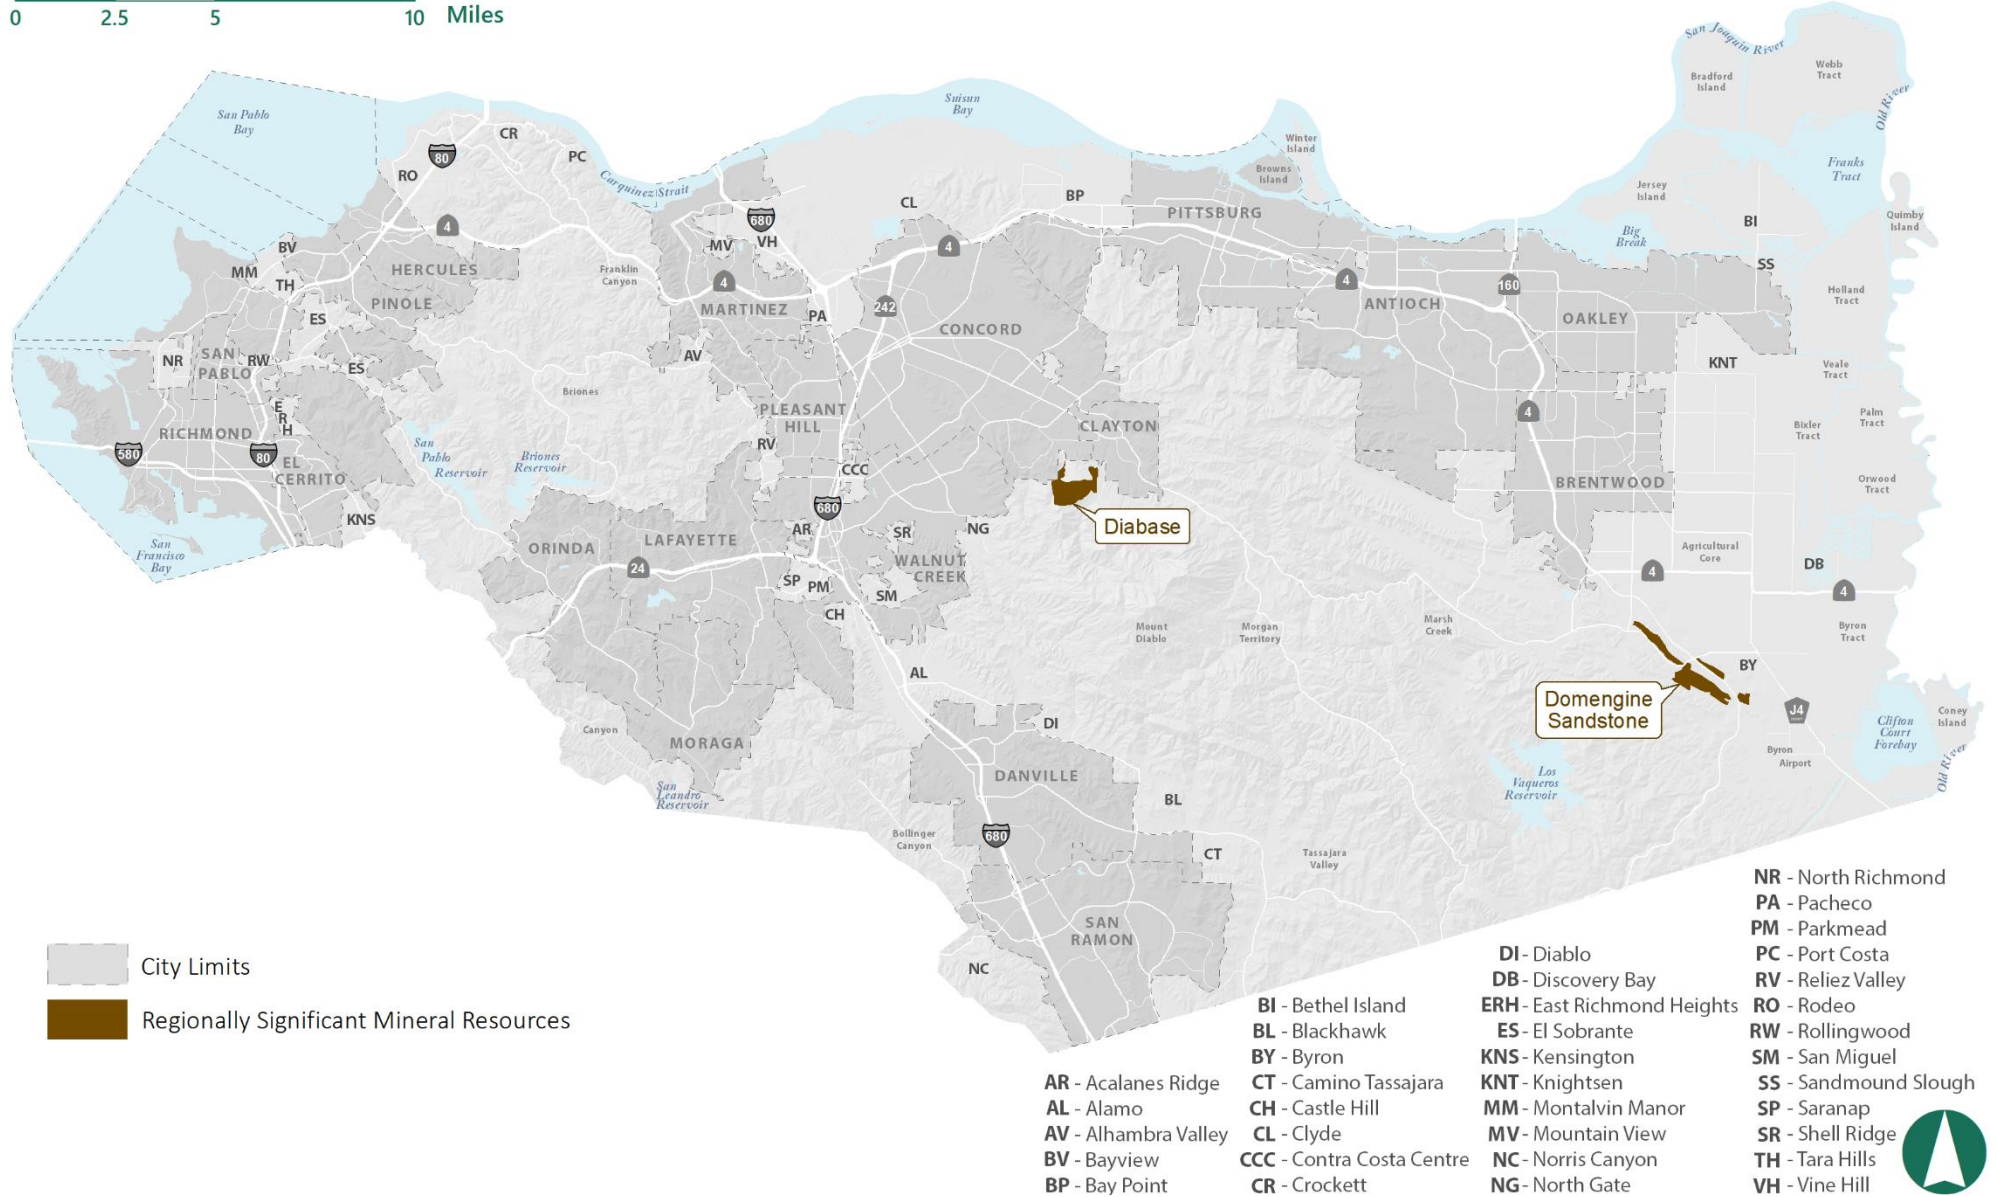 0 2.5 5 10 Miles
San Joaquin River
Bradford
Island
Webb
Tract
Old River
San Pablo
Bay
Suisun
Bay
CR
PC
80
RO
Carquinez Strait
Winter
Island
Browns
Island
Franks
Tract
Jersey
Island
Quimby
Island
BP
CL
PITTSBURG
BI
Big
Break
SS
680
4
MV
VH
4
BV
MM
TH
HERCULES
PINOLE
Franklin
Canyon
4
MARTINEZ
PA
242
CONCORD
4
ANTIOCH
160
OAKLEY
Holland
Tract
ES
NR
SAN
PABLO
RW
ES
AV
KNT
Veale
Tract
Briones
E
R
H
RICHMOND
580
80
EL
CERRITO
San
Pablo
Reservoir
Briones
Reservoir
PLEASANT
HILL
RV
CCC
CLAYTON
4
Bixler
Tract
Palm
Tract
Orwood
Tract
BRENTWOOD
KNS
San
Francisco
Bay
680
AR
SR
NG
Diabase
ORINDA
LAFAYETTE
24
WALNUT
CREEK
SP
PM
SM
CH
Agricultural
Core
4
DB
4
Byron
Tract
Mount
Diablo
Morgan
Territory
Marsh
Creek
AL
BY
Domengine
Sandstone
J4
Coney
Island
Clifton
Court
Forebay
Old River
Byron
Airport
Los
Vaqueros
Reservoir
Canyon
MORAGA
DI
DANVILLE
San
Leandro
Reservoir
BL
680
Bollinger
Canyon
CT
Tassajara
Valley
SAN
RAMON
NC
City Limits
Regionally Significant Mineral Resources
AR - Acalanes Ridge
AL - Alamo
AV - Alhambra Valley
BV - Bayview
BP - Bay Point
BI - Bethel Island
BL - Blackhawk
BY - Byron
CT - Camino Tassajara
CH - Castle Hill
CL - Clyde
CCC - Contra Costa Centre
CR - Crockett
DI - Diablo
DB - Discovery Bay
ERH - East Richmond Heights
ES - El Sobrante
KNS - Kensington
KNT - Knightsen
MM - Montalvin Manor
MV - Mountain View
NC - Norris Canyon
NG - North Gate
NR - North Richmond
PA - Pacheco
PM - Parkmead
PC - Port Costa
RV - Reliez Valley
RO - Rodeo
RW - Rollingwood
SM - San Miguel
SS - Sandmound Slough
SP - Saranap
SR - Shell Ridge
TH - Tara Hills
VH - Vine Hill